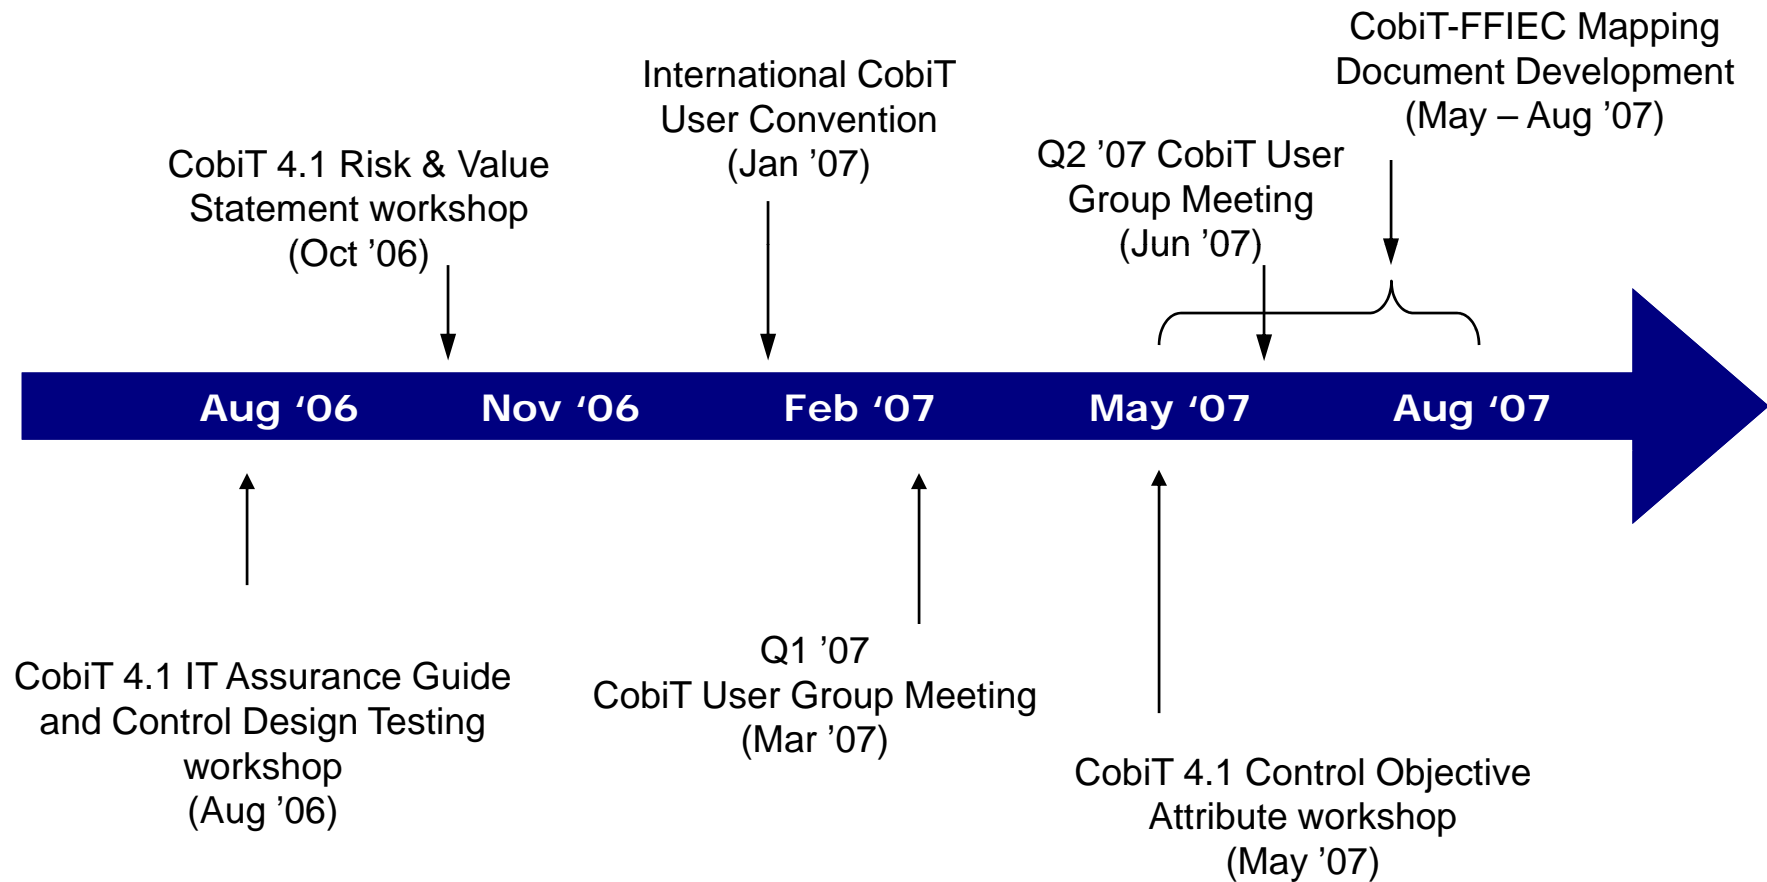 CobiT-FFIEC Mapping
Document Development
(May – Aug ’07)
International CobiT
User Convention
(Jan ’07)
Q2 ’07 CobiT User
Group Meeting
(Jun ’07)
CobiT 4.1 Risk & Value
Statement workshop
(Oct ’06)
Aug ‘06
Nov ‘06
Feb ‘07
May ‘07
Aug ‘07
CobiT 4.1 IT Assurance Guide
and Control Design Testing
workshop
(Aug ’06)
Q1 ’07
CobiT User Group Meeting
(Mar ’07)
CobiT 4.1 Control Objective
Attribute workshop
(May ’07)